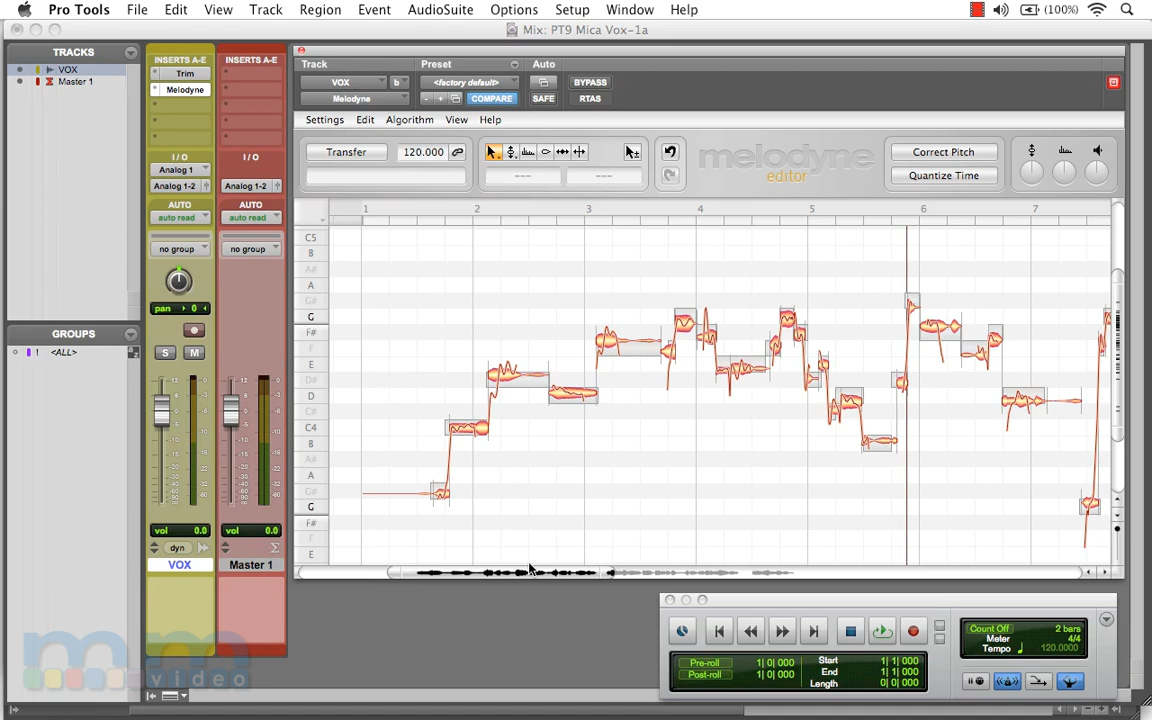 Pro Tools File Edit View Track Region Event AudioSuite Options Setup Window Help (100%)
Mix: PT9 Mica Vox-1a
TRACKS
VOX
Master 1
GROUPS
! <ALL>
INSERTS A-E INSERTS A-E
Trim
Melodyne
I / O I / O
Analog 1
Analog 1-2 Analog 1-2
AUTO AUTO
auto read auto read
no group no group
pan 0
S M
vol 0.0 vol 0.0
dyn
VOX Master 1
Track Preset Auto
VOX b <factory default> BYPASS
Melodyne - + COMPARE SAFE RTAS
Settings Edit Algorithm View Help
Transfer 120.000
--- ---
melodyne
editor
Correct Pitch
Quantize Time
1 2 3 4 5 6 7
C5
B
A#
A
G#
G
F#
F
E
D#
D
C#
C4
B
A#
A
G#
G
F#
F
E
Count Off 2 bars
Meter 4/4
Tempo 120.0000
Pre-roll 1| 0| 000
Post-roll 1| 0| 000
Start 1| 1| 000
End 1| 1| 000
Length 0| 0| 000
m m
video